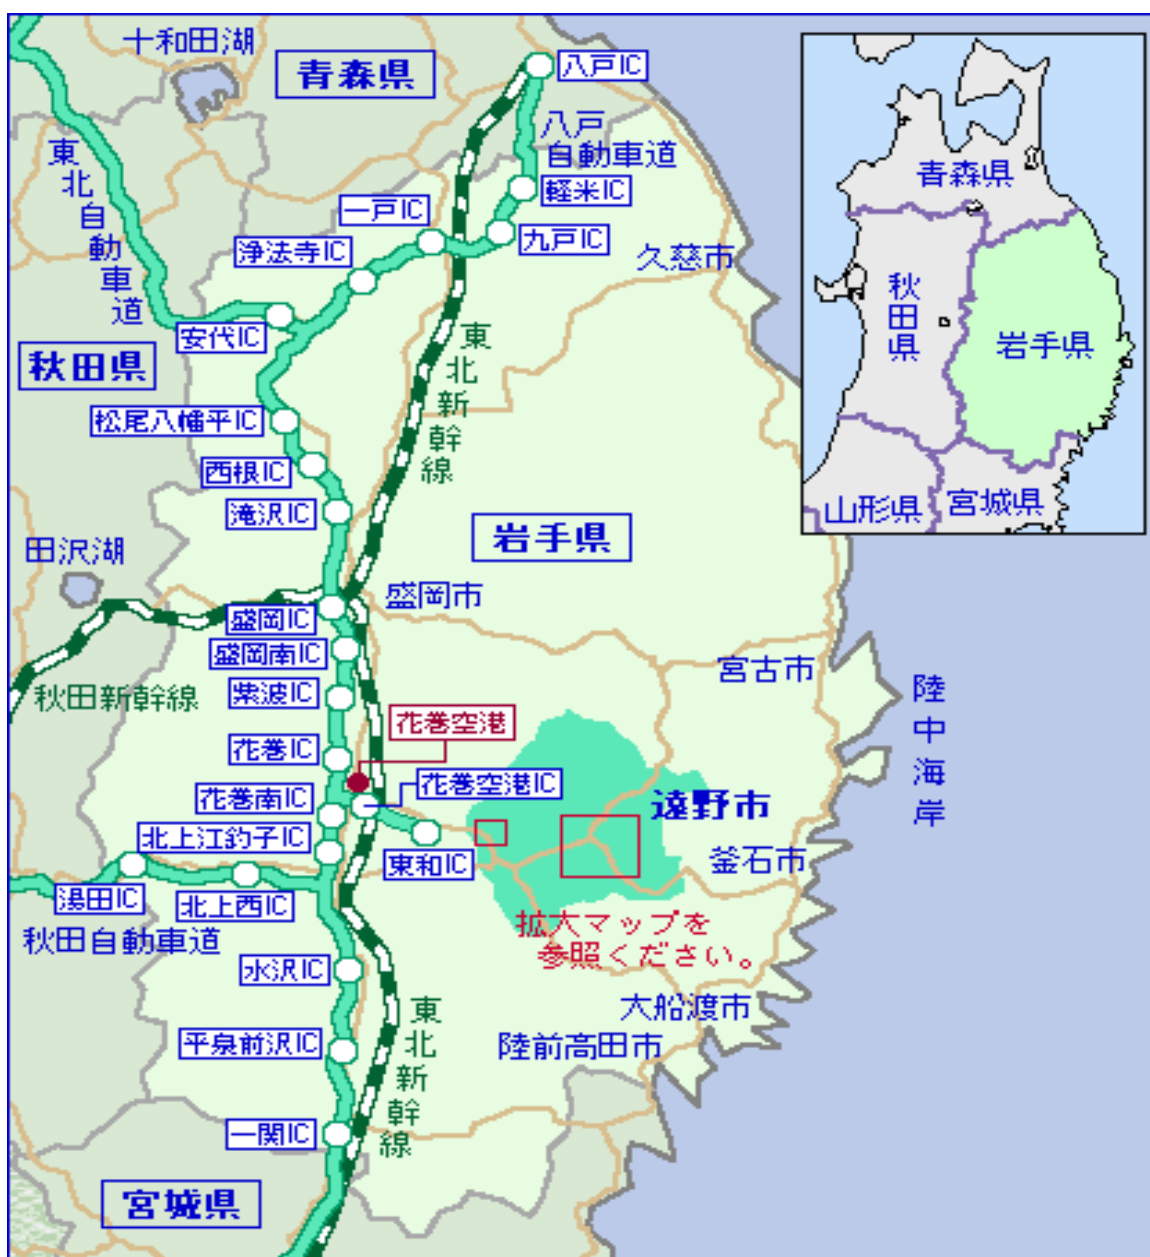 十和田湖
青森県
八戸IC
八戸
自動車道
東北自動車道
軽米IC
一戸IC
九戸IC
浄法寺IC
久慈市
安代IC
秋田県
東北新幹線
松尾八幡平IC
西根IC
滝沢IC
岩手県
田沢湖
盛岡市
盛岡IC
盛岡南IC
宮古市
秋田新幹線
紫波IC
陸中海岸
花巻空港
花巻IC
花巻空港IC
花巻南IC
遠野市
北上江釣子IC
東和IC
釜石市
湯田IC
北上西IC
秋田自動車道
拡大マップを
参照ください。
水沢IC
大船渡市
東北新幹線
平泉前沢IC
陸前高田市
一関IC
宮城県
青森県
秋田県
岩手県
山形県
宮城県